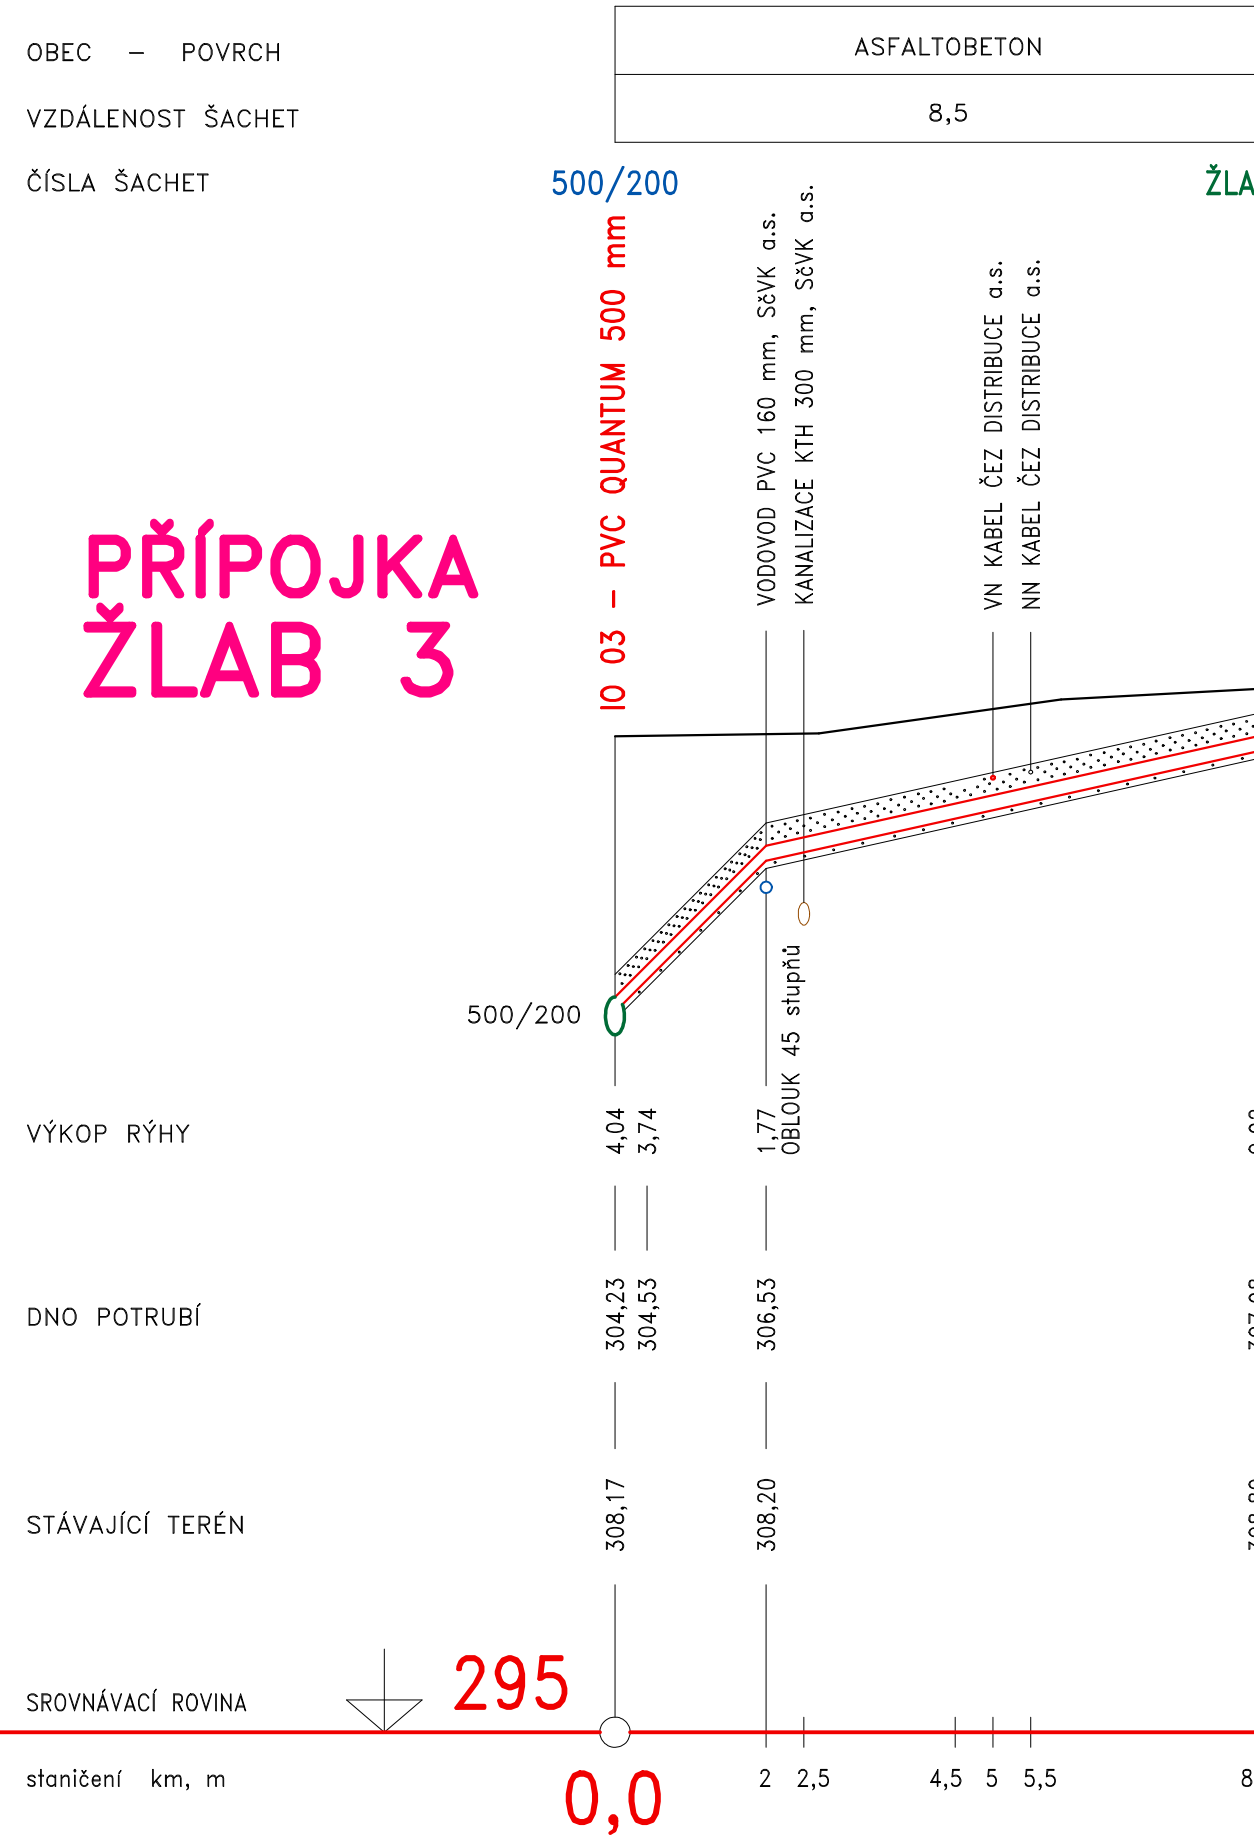 OBEC – POVRCH
ASFALTOBETON
VZDÁLENOST ŠACHET
8,5
ČÍSLA ŠACHET
500/200
IO 03 – PVC QUANTUM 500 mm
VODOVOD PVC 160 mm, SčVK a.s.
KANALIZACE KTH 300 mm, SčVK a.s.
VN KABEL ČEZ DISTRIBUCE a.s.
NN KABEL ČEZ DISTRIBUCE a.s.
PŘÍPOJKA
ŽLAB 3
500/200
OBLOUK 45 stupňů
VÝKOP RÝHY
4,04
3,74
1,77
DNO POTRUBÍ
304,23
304,53
306,53
STÁVAJÍCÍ TERÉN
308,17
308,20
SROVNÁVACÍ ROVINA
295
staničení km, m
0,0
2
2,5
4,5
5
5,5